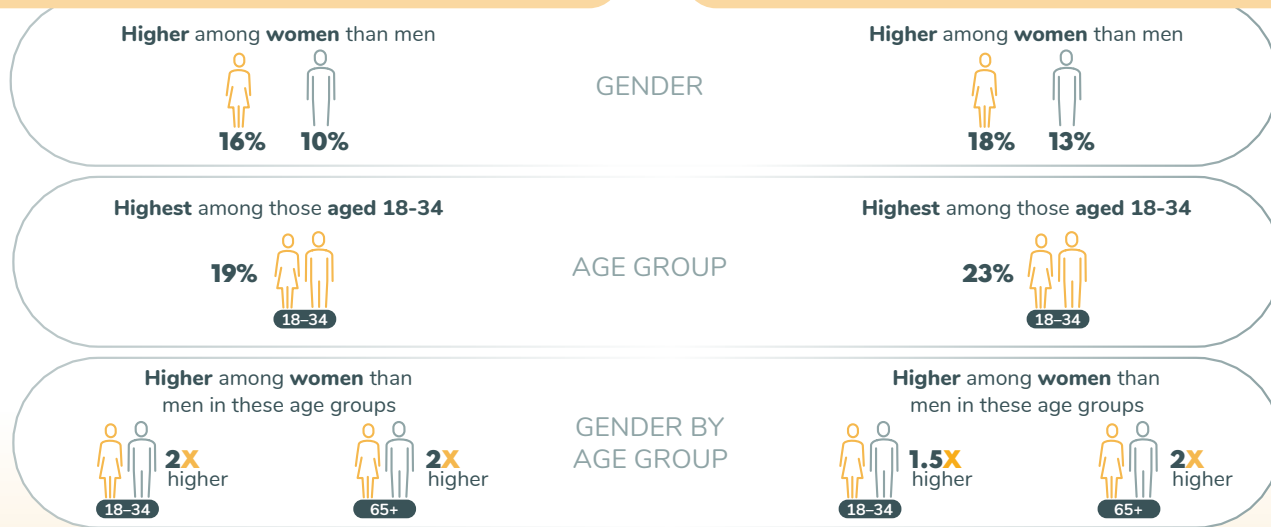 Higher among women than men
16% 10%
GENDER
Higher among women than men
18% 13%
Highest among those aged 18-34
19%
18–34
AGE GROUP
Highest among those aged 18-34
23%
18–34
Higher among women than
men in these age groups
2X
higher
18–34
2X
higher
65+
GENDER BY
AGE GROUP
Higher among women than
men in these age groups
1.5X
higher
18–34
2X
higher
65+